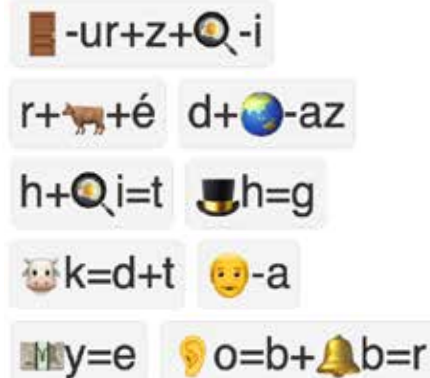 🚪-ur+z+🍳-i
r+🐂+é d+🌏-az
h+🍳i=t 🎩h=g
🐮k=d+t 👨-a
💵y=e 👂o=b+🔔b=r